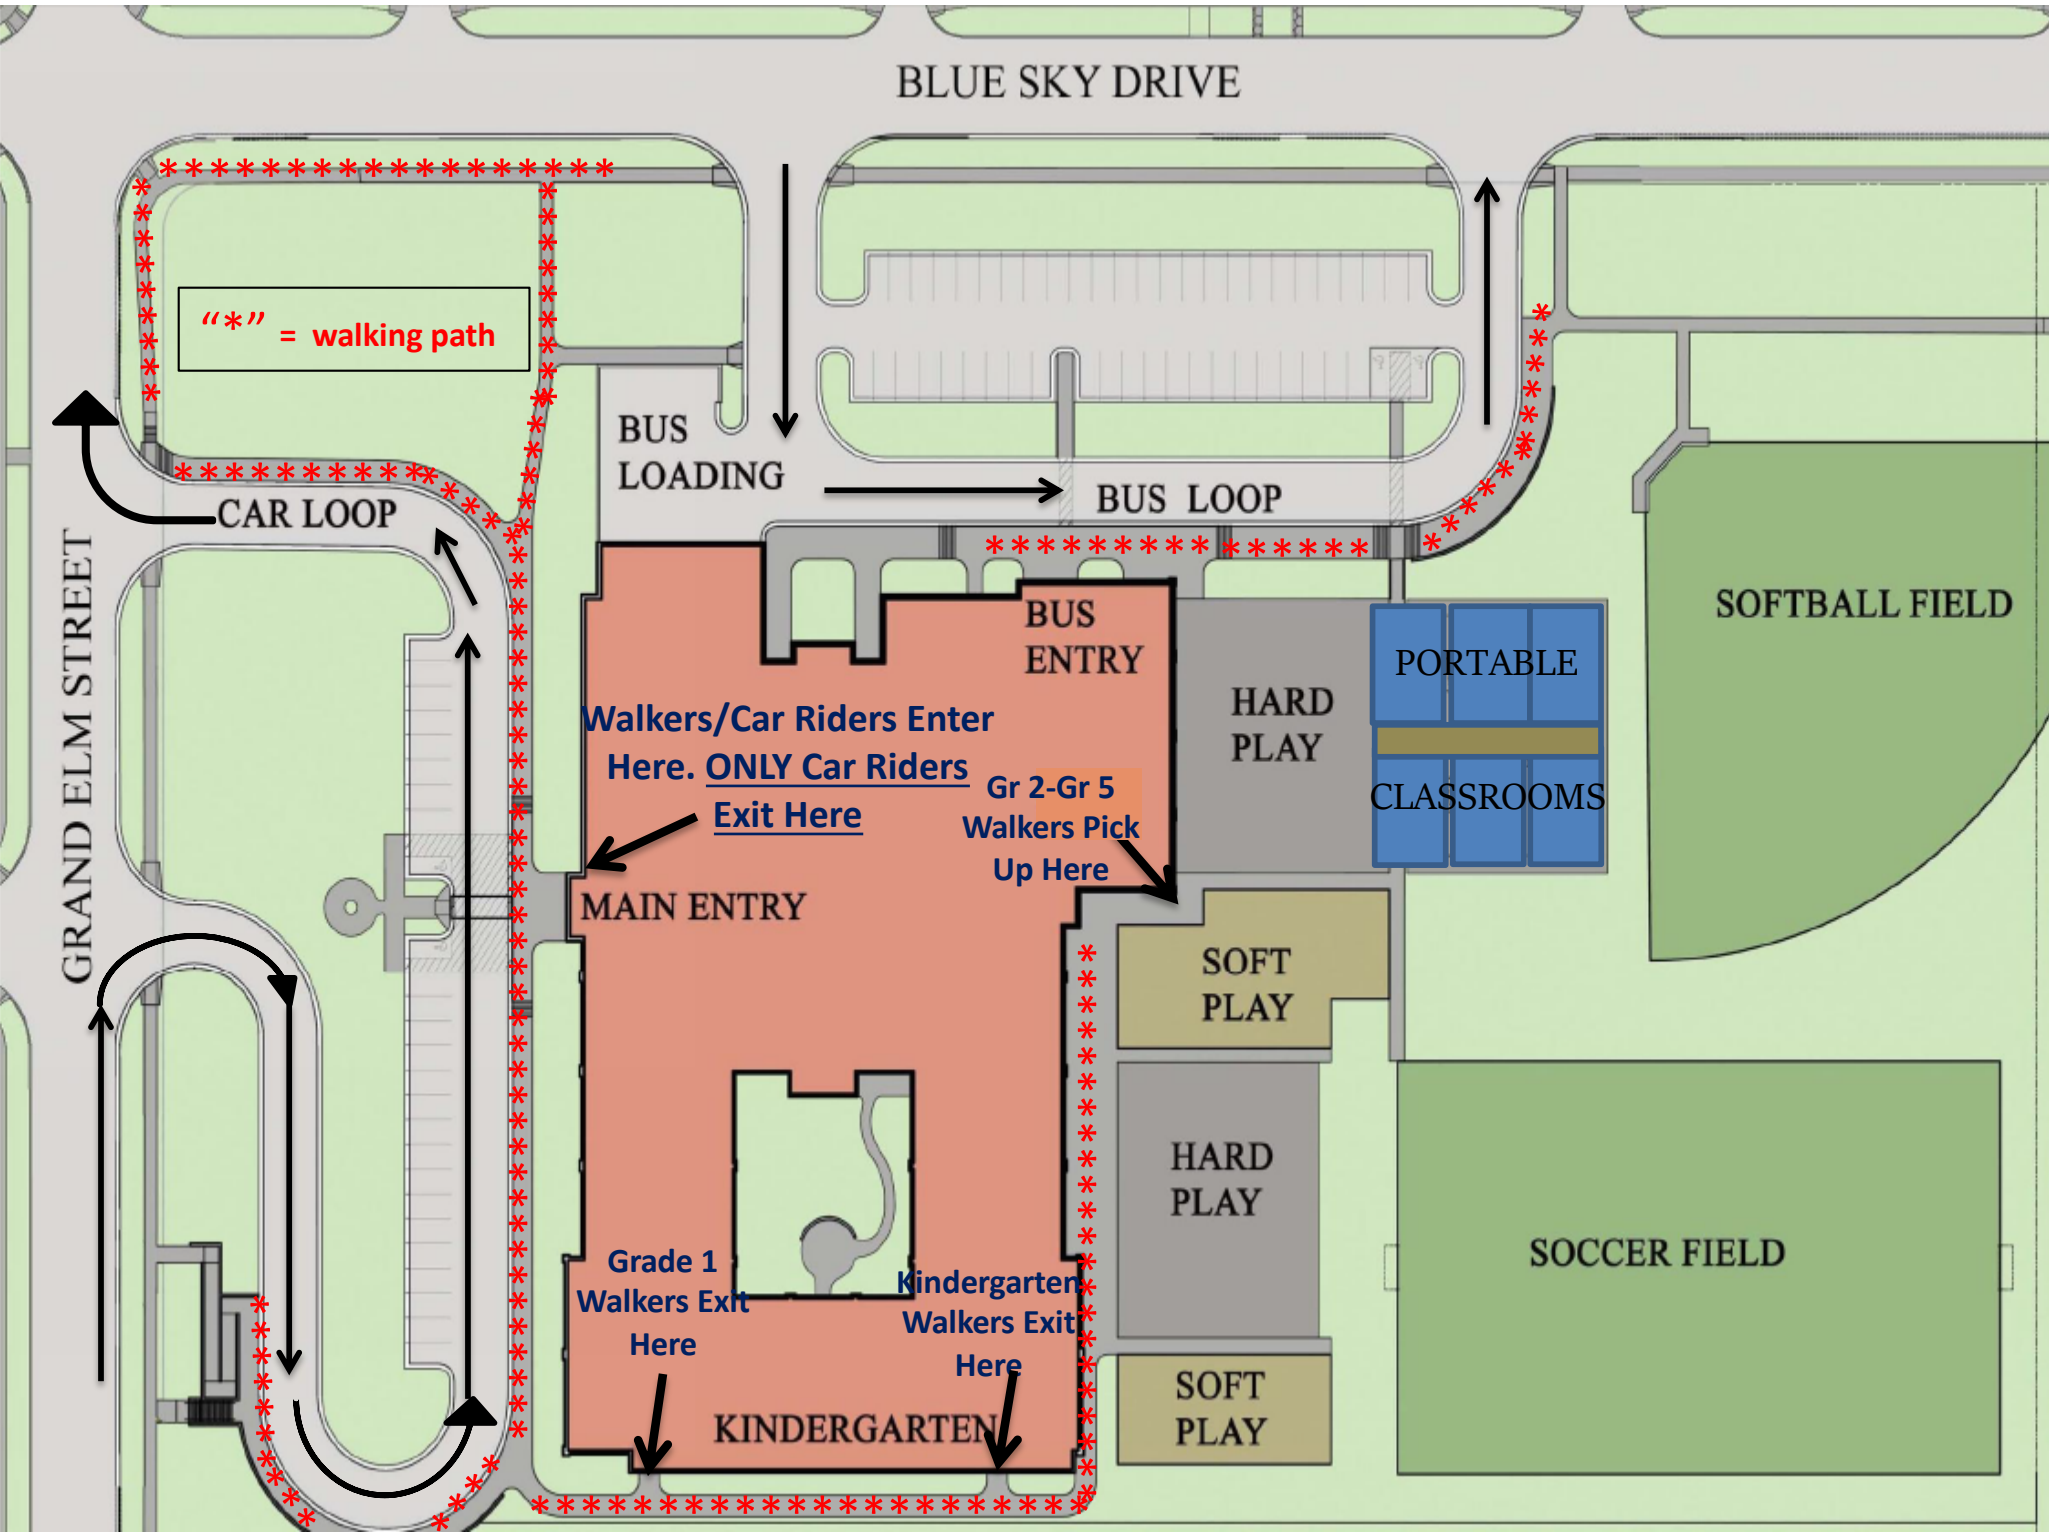 BLUE SKY DRIVE
“*” = walking path
BUS
LOADING
CAR LOOP
BUS LOOP
GRAND ELM STREET
BUS
ENTRY
SOFTBALL FIELD
PORTABLE
CLASSROOMS
HARD
PLAY
Walkers/Car Riders Enter
Here. ONLY Car Riders
Exit Here
Gr 2-Gr 5
Walkers Pick
Up Here
MAIN ENTRY
SOFT
PLAY
HARD
PLAY
SOCCER FIELD
Grade 1
Walkers Exit
Here
Kindergarten
Walkers Exit
Here
SOFT
PLAY
KINDERGARTEN